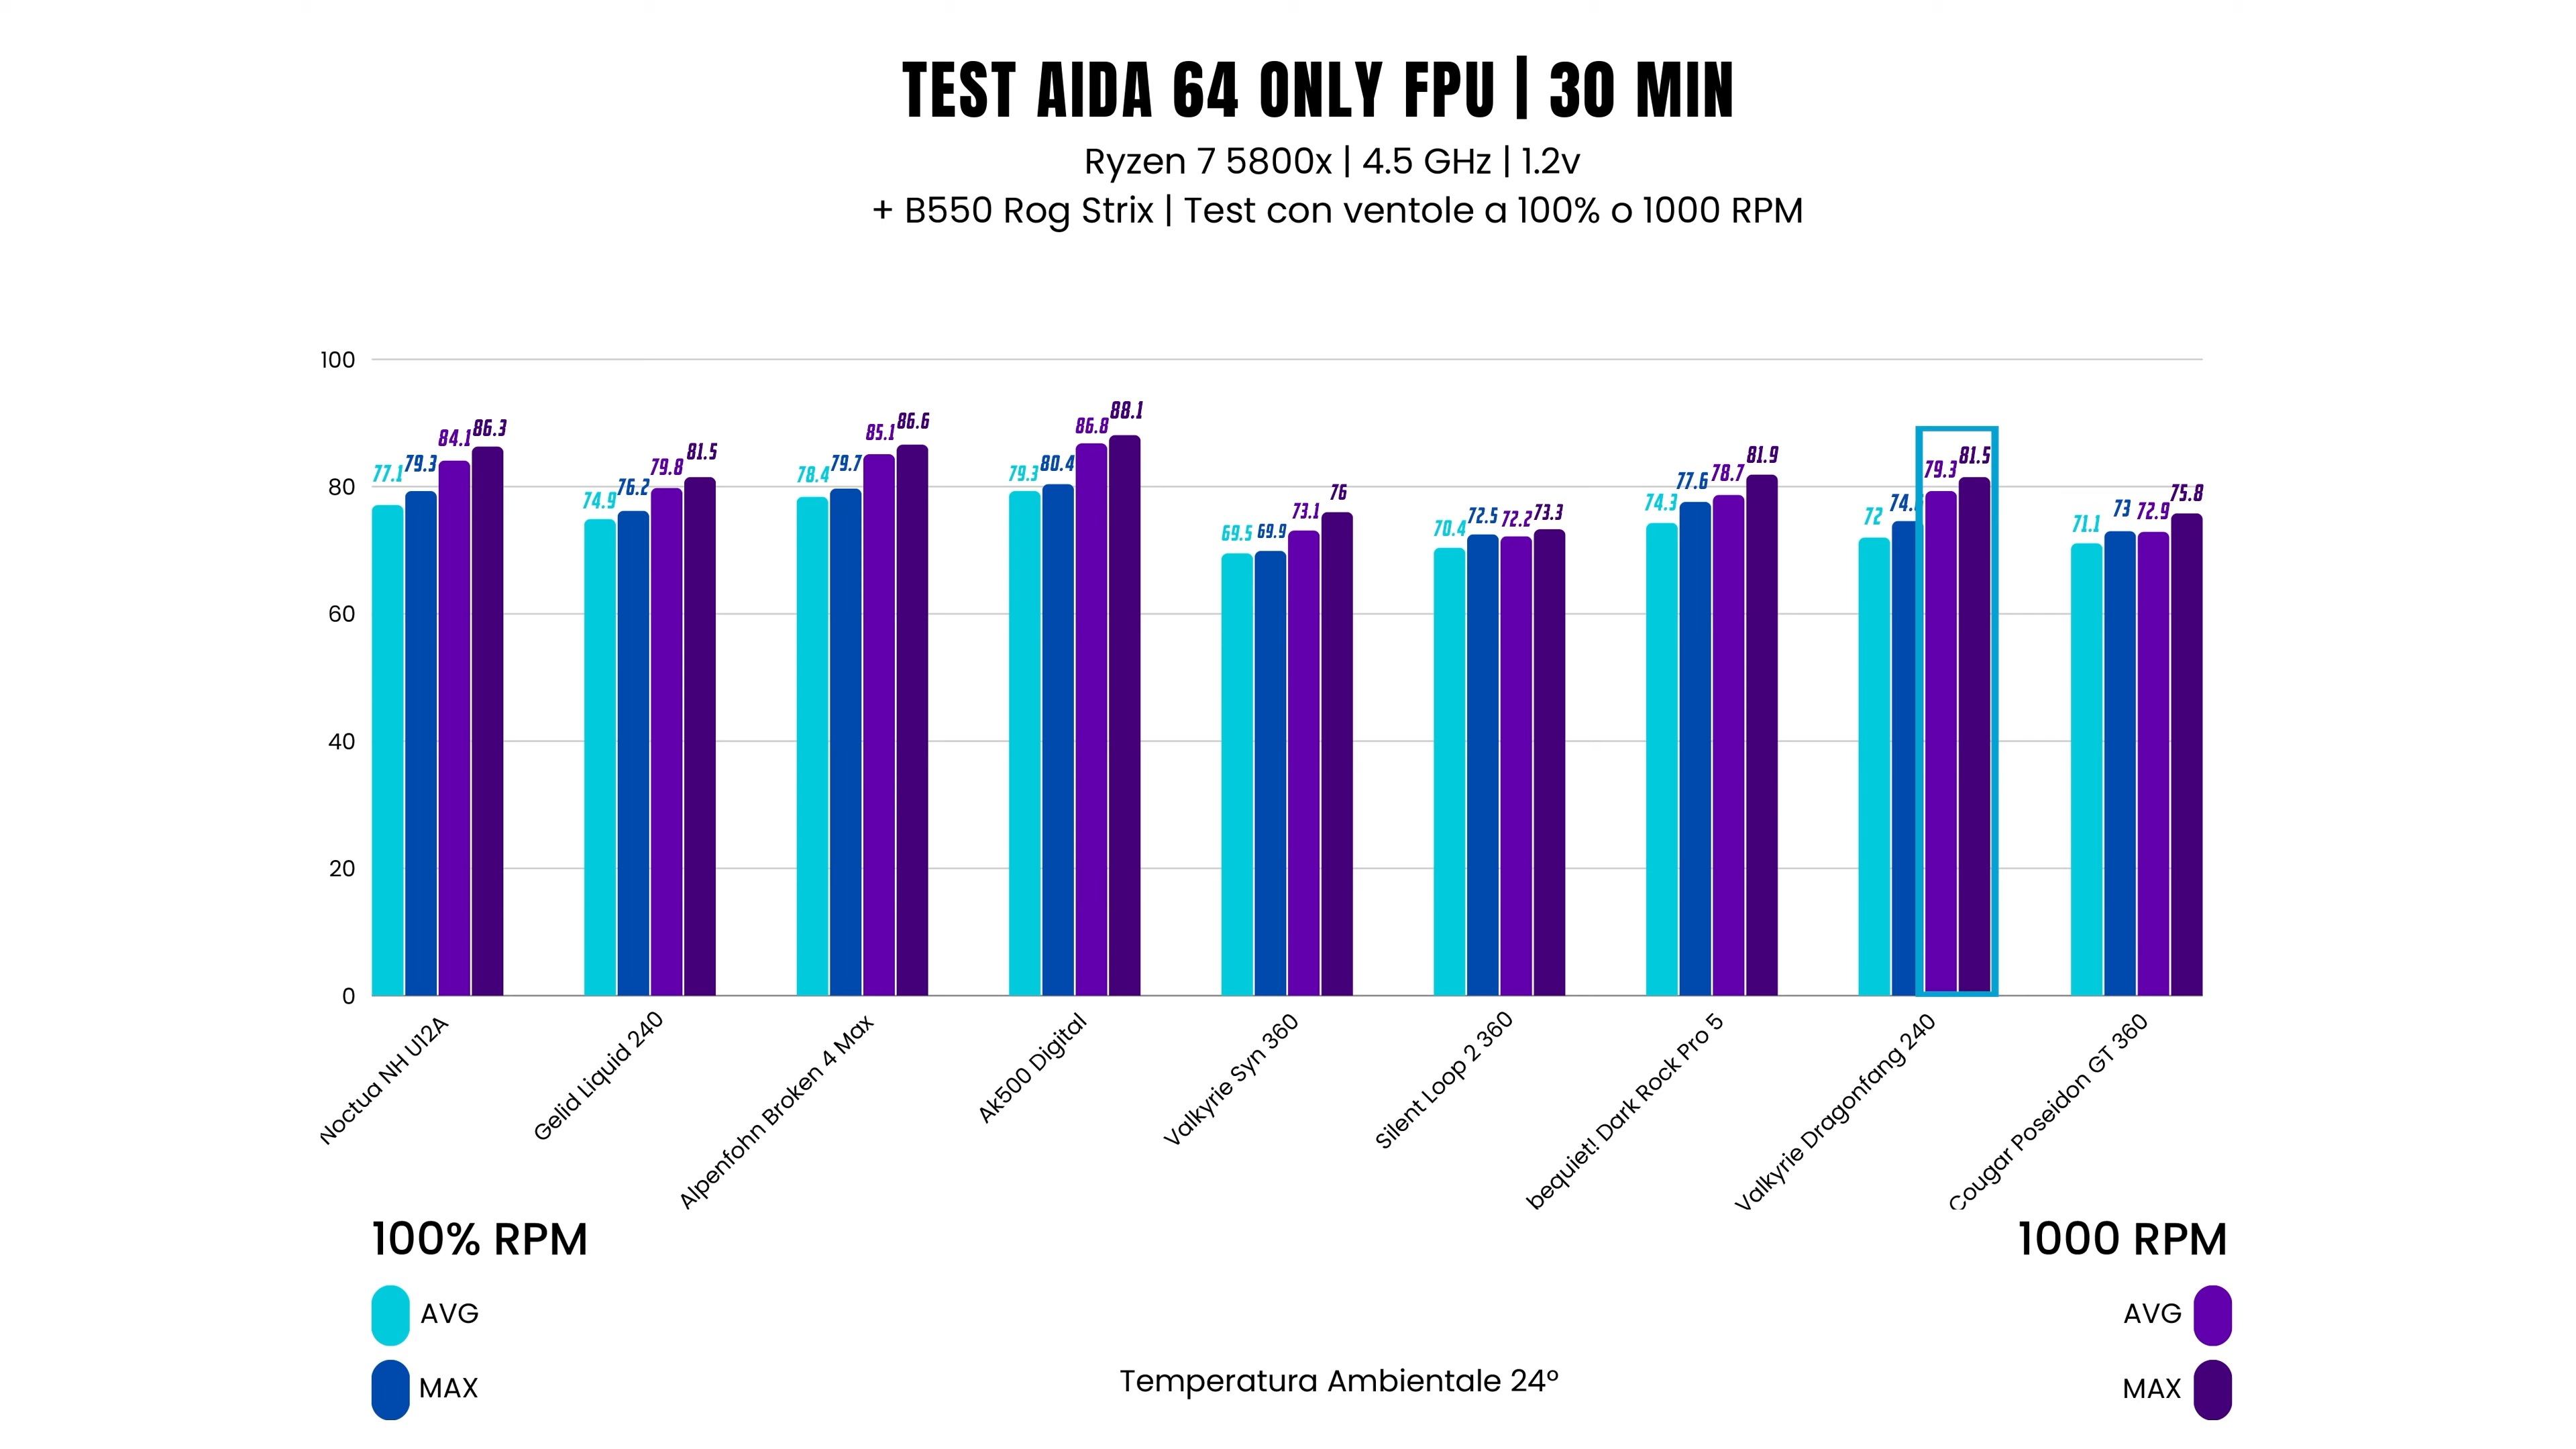 TEST AIDA 64 ONLY FPU | 30 MIN
Ryzen 7 5800x | 4.5 GHz | 1.2v
+ B550 Rog Strix | Test con ventole a 100% o 1000 RPM
100
80
60
40
20
0
77.1 79.3 84.1 86.3
74.9 76.2 79.8 81.5
78.4 79.7 85.1 86.6
79.3 80.4 86.8 88.1
69.5 69.9 73.1 76
70.4 72.5 72.2 73.3
74.3 77.6 78.7 81.9
72 74. 79.3 81.5
71.1 73 72.9 75.8
Noctua NH U12A
Gelid Liquid 240
Alpenfohn Broken 4 Max
Ak500 Digital
Valkyrie Syn 360
Silent Loop 2 360
bequiet! Dark Rock Pro 5
Valkyrie Dragonfang 240
Cougar Poseidon GT 360
100% RPM
AVG
MAX
1000 RPM
AVG
MAX
Temperatura Ambientale 24°